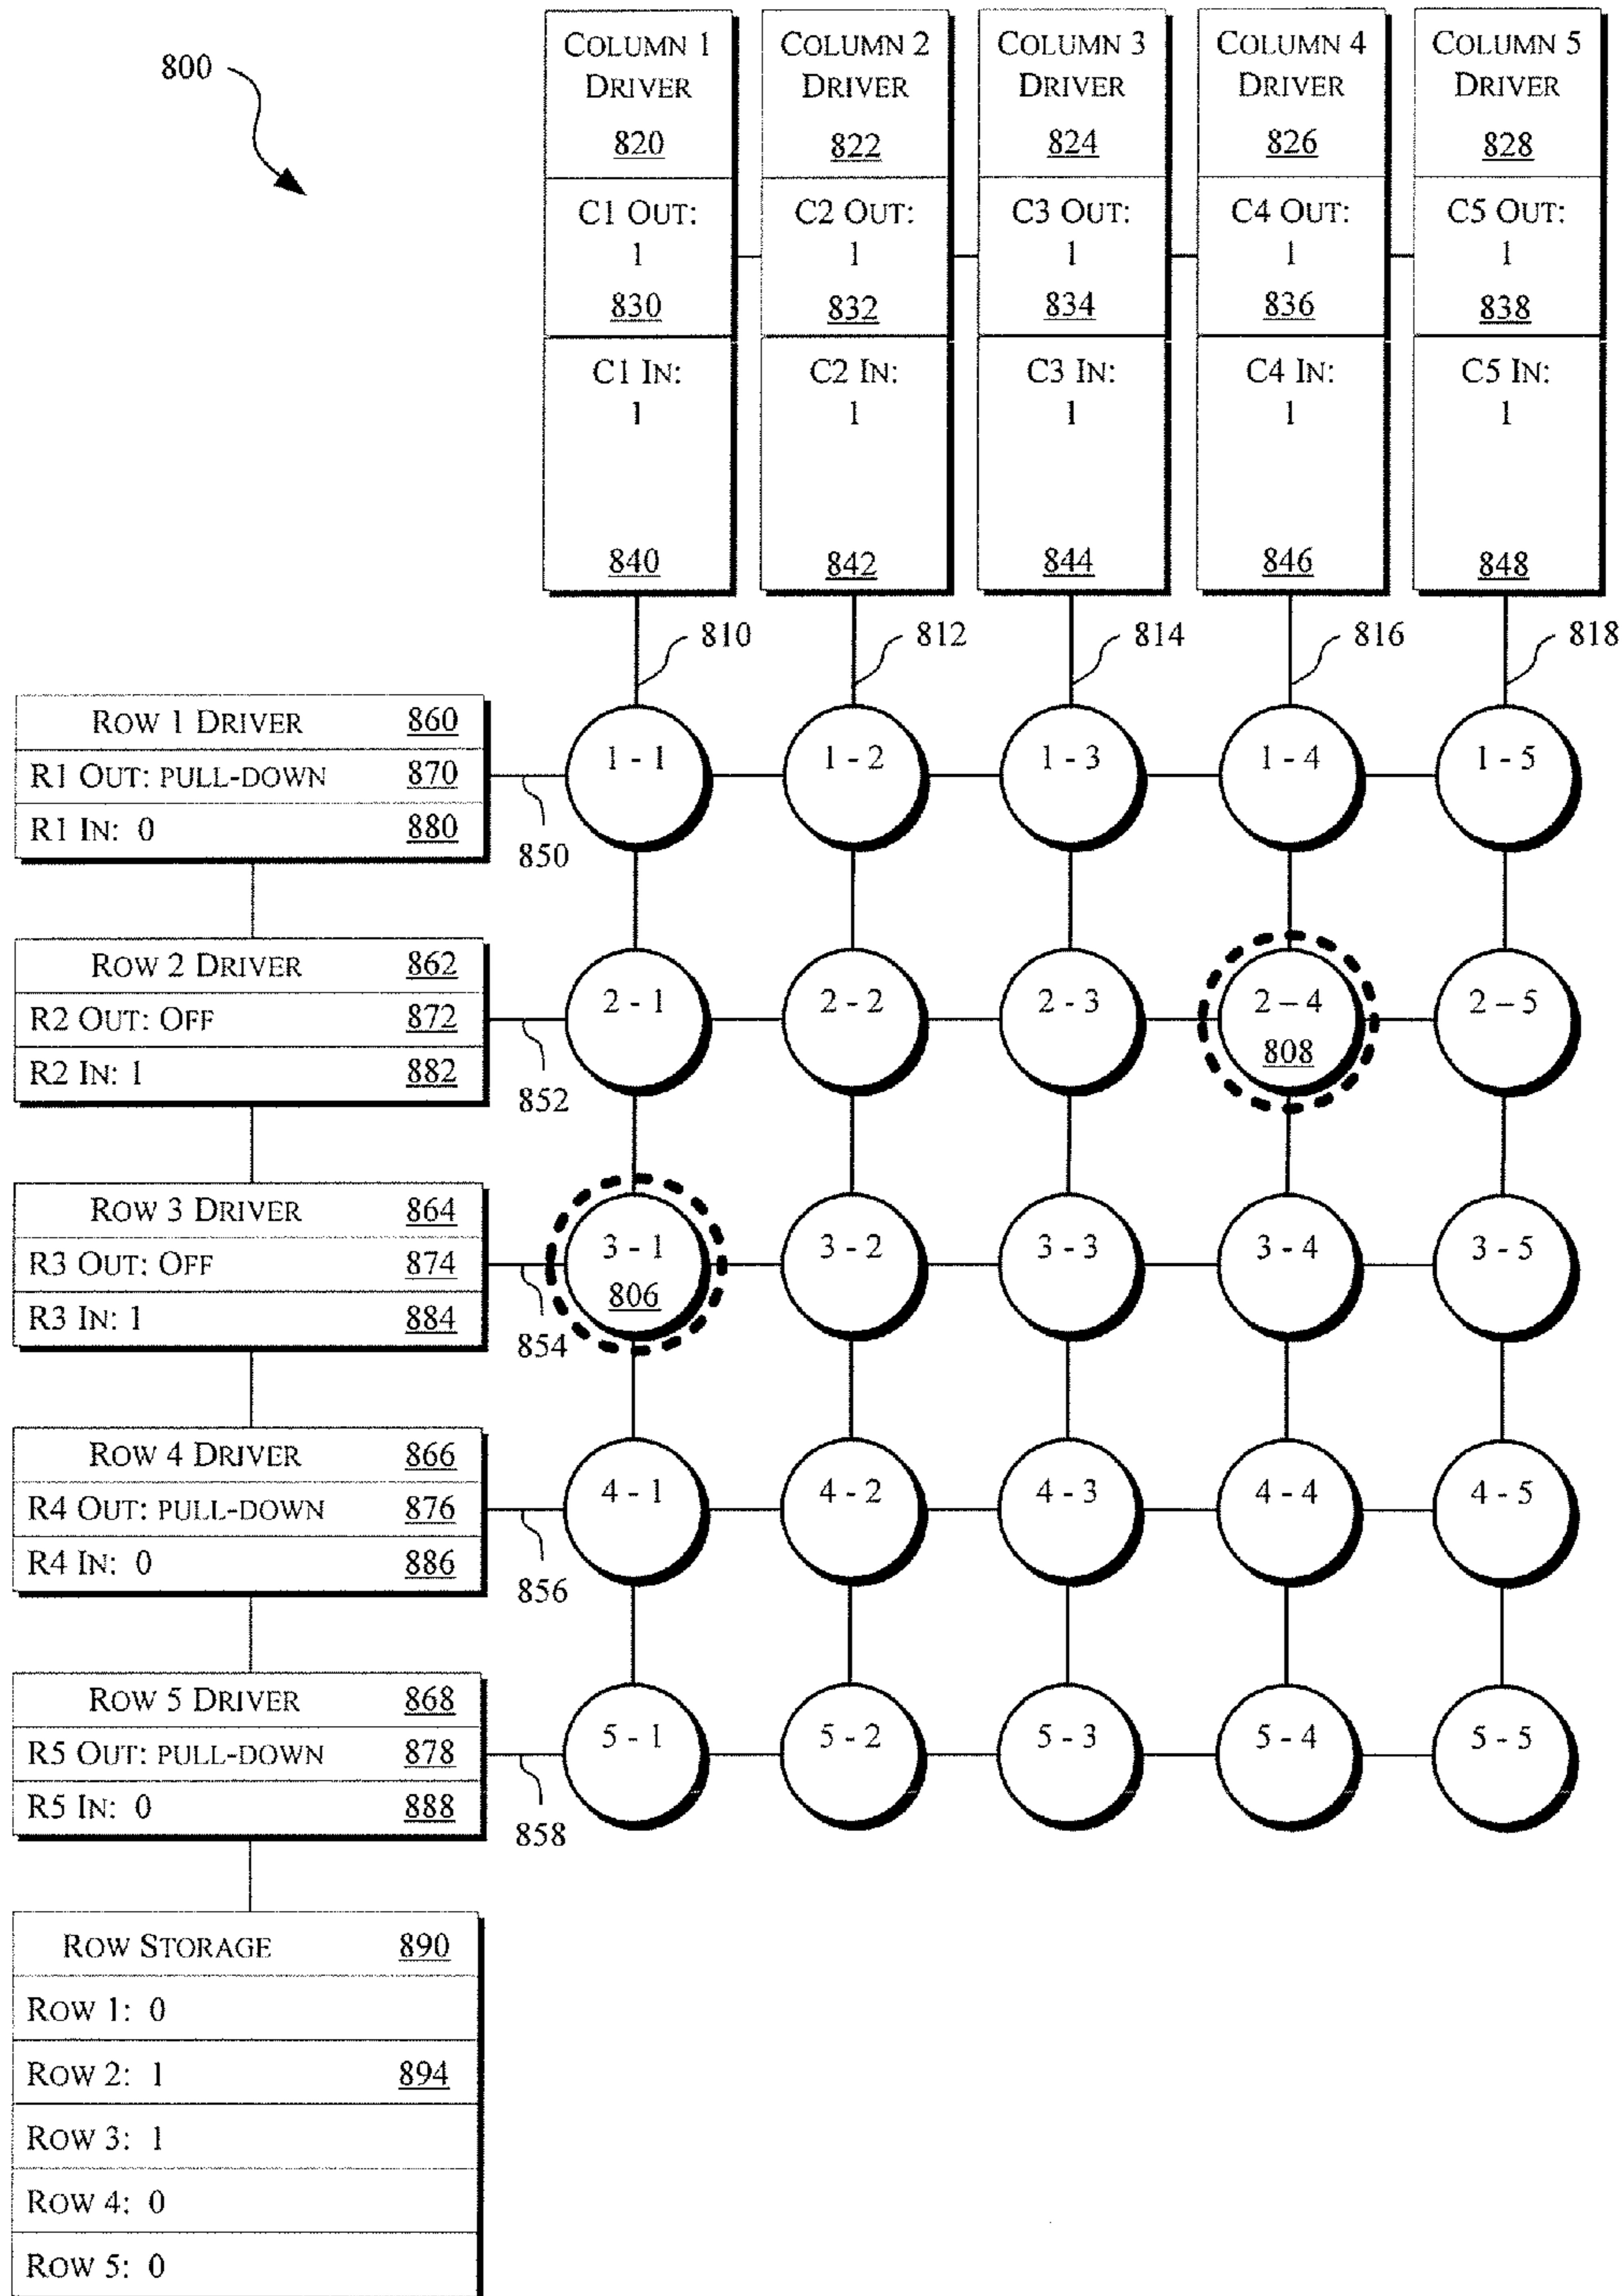 800
COLUMN 1 DRIVER 820
C1 OUT: 1 830
C1 IN: 1 840
COLUMN 2 DRIVER 822
C2 OUT: 1 832
C2 IN: 1 842
COLUMN 3 DRIVER 824
C3 OUT: 1 834
C3 IN: 1 844
COLUMN 4 DRIVER 826
C4 OUT: 1 836
C4 IN: 1 846
COLUMN 5 DRIVER 828
C5 OUT: 1 838
C5 IN: 1 848
810 812 814 816 818
ROW 1 DRIVER 860
R1 OUT: PULL-DOWN 870
R1 IN: 0 880
850
1 - 1 1 - 2 1 - 3 1 - 4 1 - 5
ROW 2 DRIVER 862
R2 OUT: OFF 872
R2 IN: 1 882
852
2 - 1 2 - 2 2 - 3 2 – 4 2 – 5
808
ROW 3 DRIVER 864
R3 OUT: OFF 874
R3 IN: 1 884
854
3 - 1 3 - 2 3 - 3 3 - 4 3 - 5
806
ROW 4 DRIVER 866
R4 OUT: PULL-DOWN 876
R4 IN: 0 886
856
4 - 1 4 - 2 4 - 3 4 - 4 4 - 5
ROW 5 DRIVER 868
R5 OUT: PULL-DOWN 878
R5 IN: 0 888
858
5 - 1 5 - 2 5 - 3 5 - 4 5 - 5
ROW STORAGE 890
ROW 1: 0
ROW 2: 1 894
ROW 3: 1
ROW 4: 0
ROW 5: 0